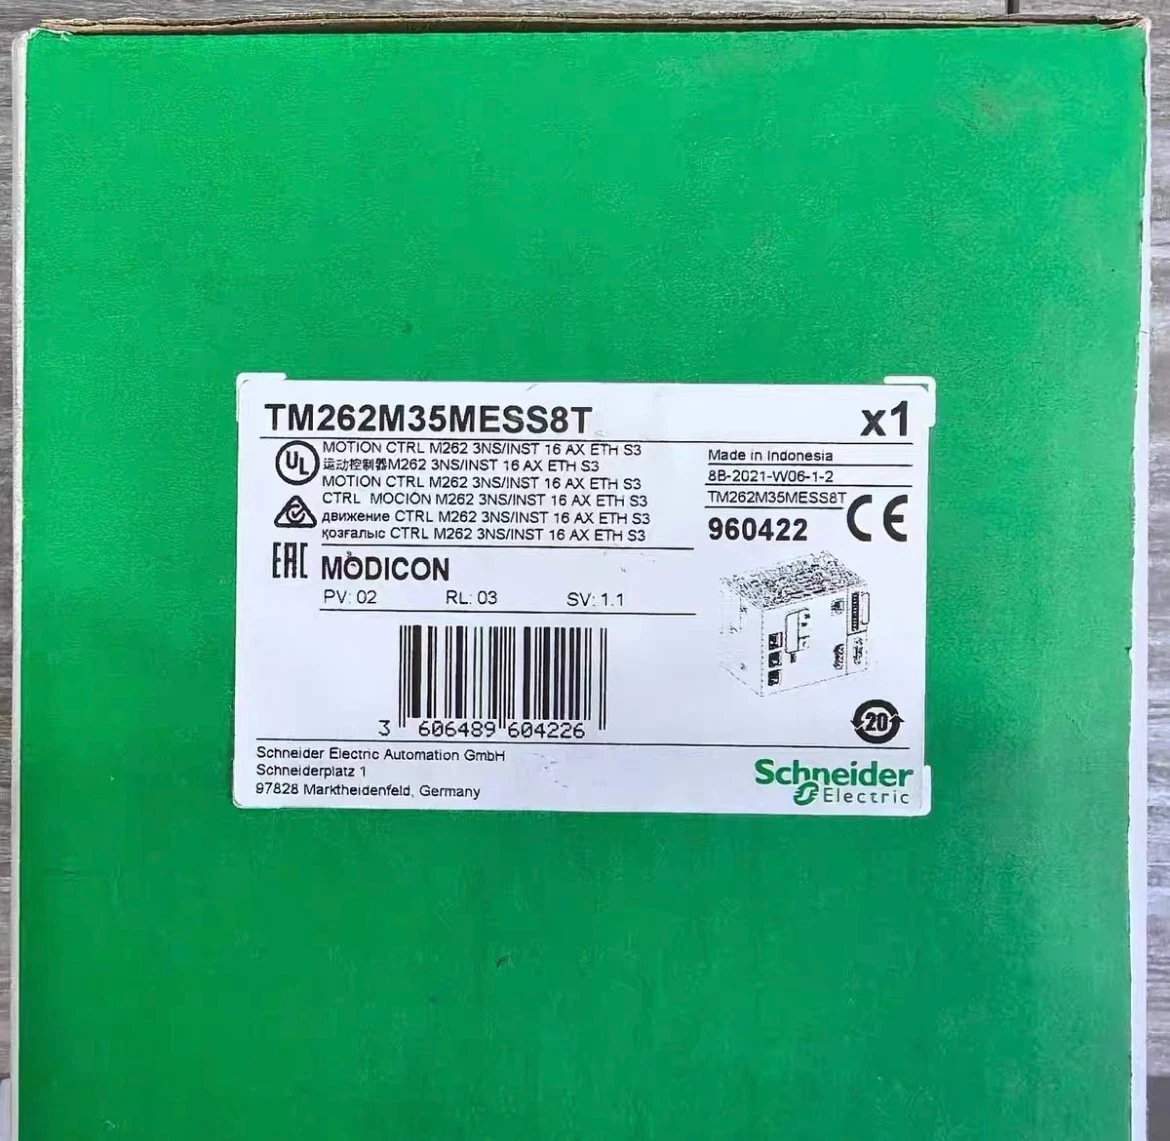 TM262M35MESS8T x1
MOTION CTRL M262 3NS/INST 16 AX ETH S3
运动控制器M262 3NS/INST 16 AX ETH S3
MOTION CTRL M262 3NS/INST 16 AX ETH S3
CTRL MOCIÓN M262 3NS/INST 16 AX ETH S3
движение CTRL M262 3NS/INST 16 AX ETH S3
қозғалыс CTRL M262 3NS/INST 16 AX ETH S3
UL
EAC
MODICON
PV: 02 RL: 03 SV: 1.1
Made in Indonesia
8B-2021-W06-1-2
TM262M35MESS8T
960422
CE
3 606489 604226
20
Schneider Electric Automation GmbH
Schneiderplatz 1
97828 Marktheidenfeld, Germany
Schneider
Electric